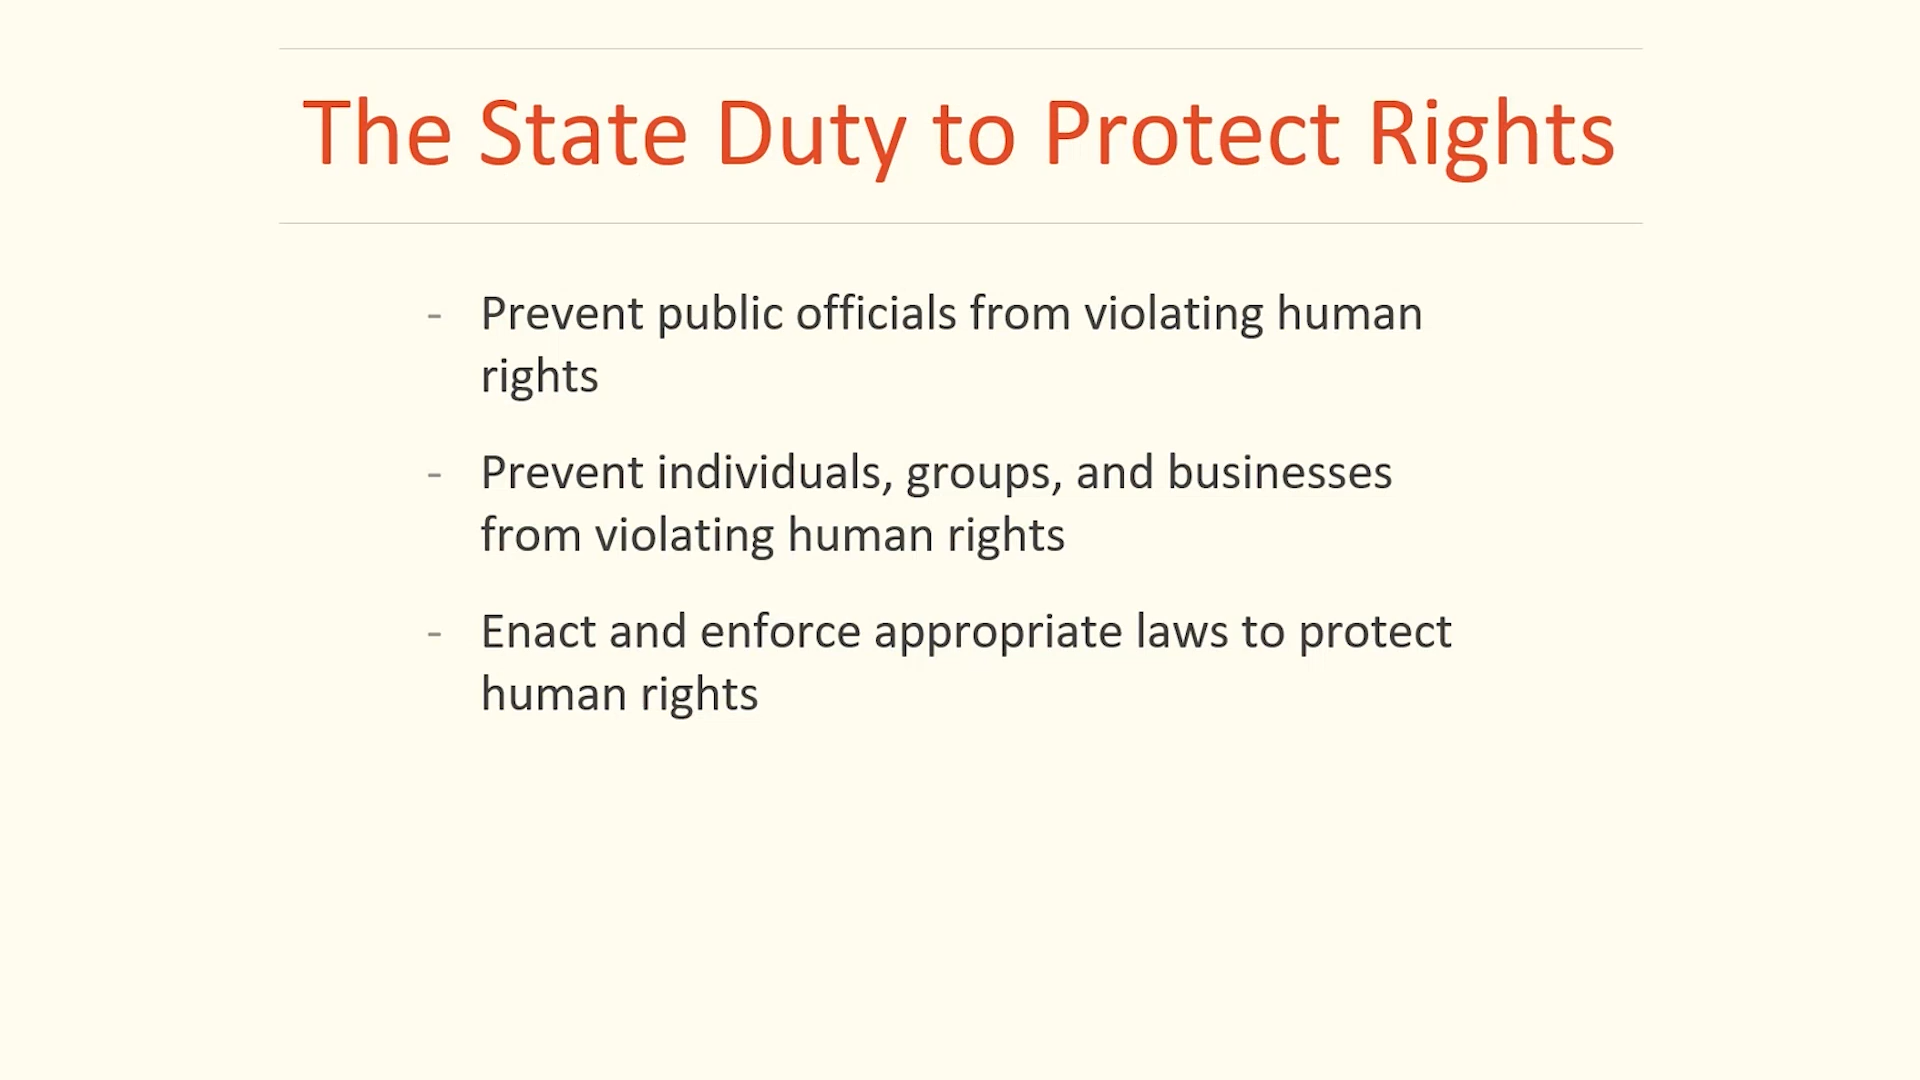 The State Duty to Protect Rights
- Prevent public officials from violating human
rights
- Prevent individuals, groups, and businesses
from violating human rights
- Enact and enforce appropriate laws to protect
human rights